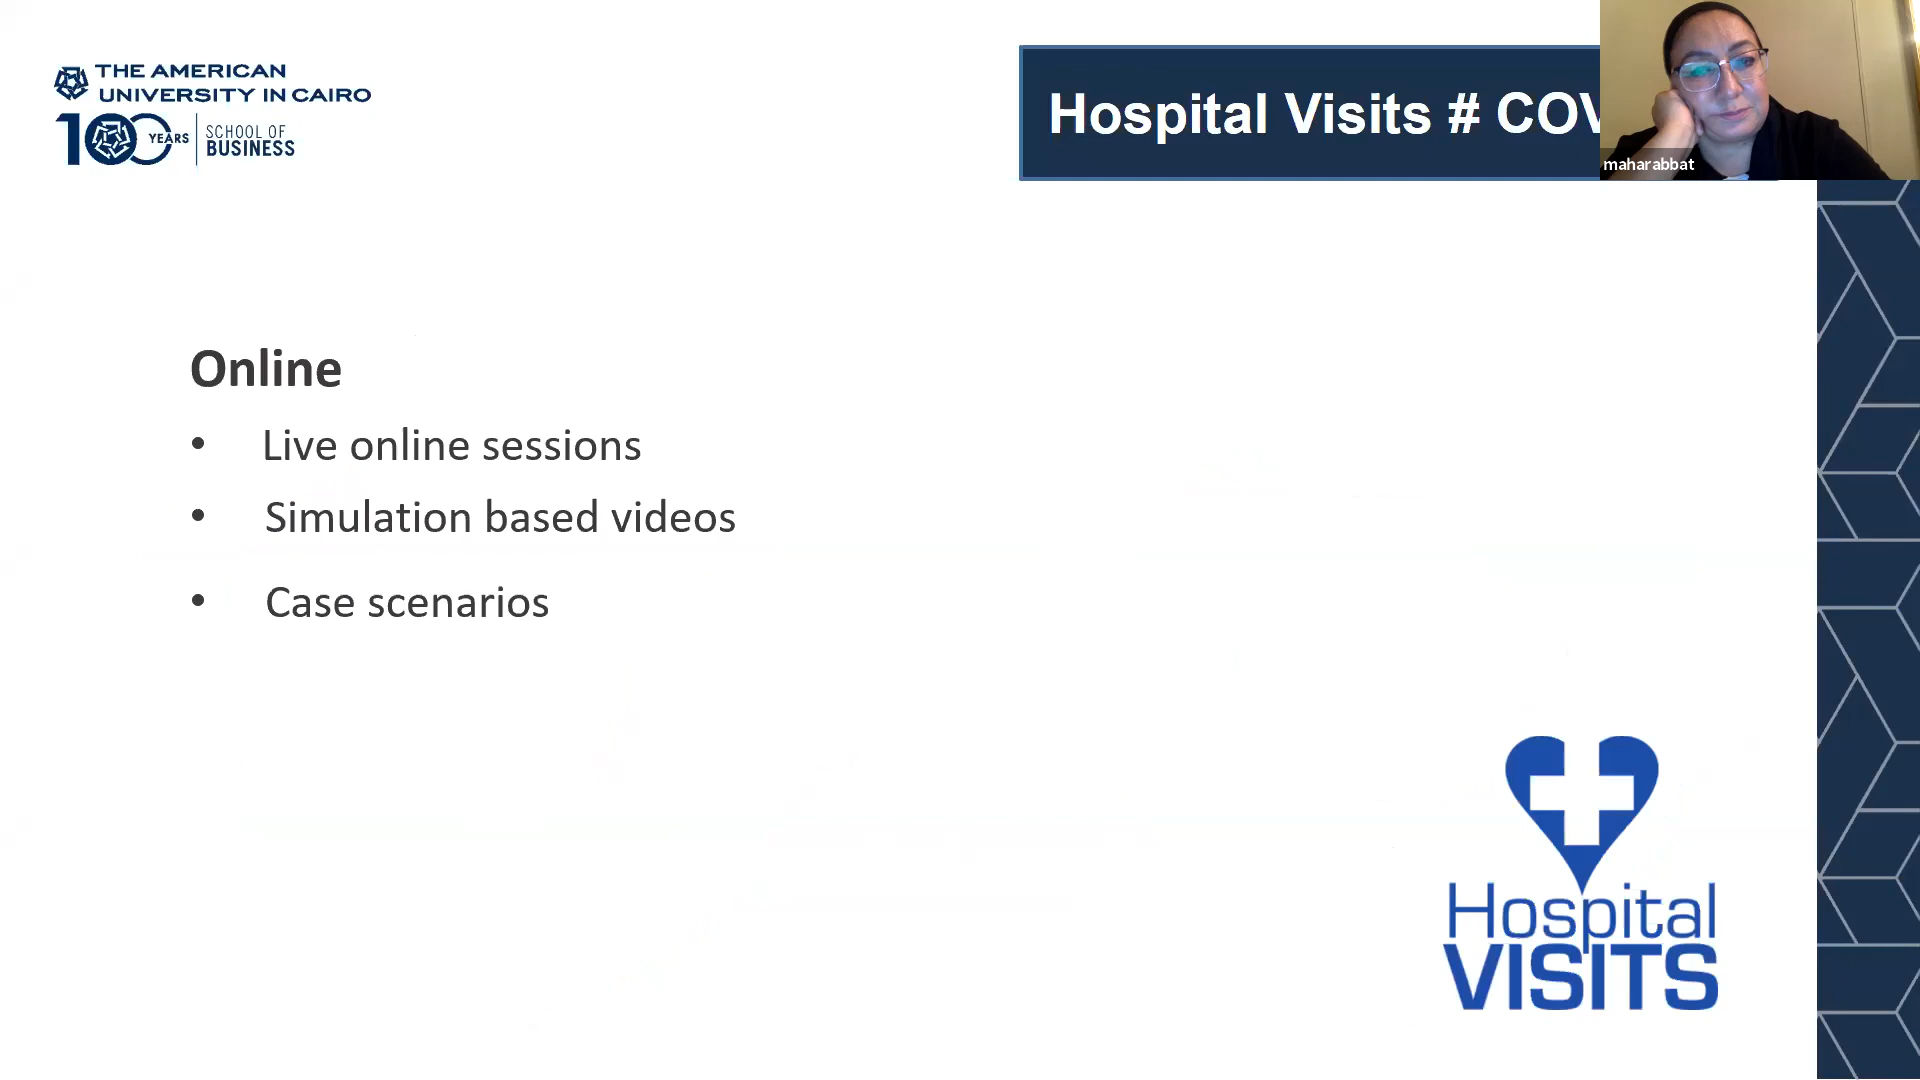 THE AMERICAN
UNIVERSITY IN CAIRO
100 YEARS
SCHOOL OF
BUSINESS
Hospital Visits # COV
maharabbat
Online
• Live online sessions
• Simulation based videos
• Case scenarios
Hospital
VISITS